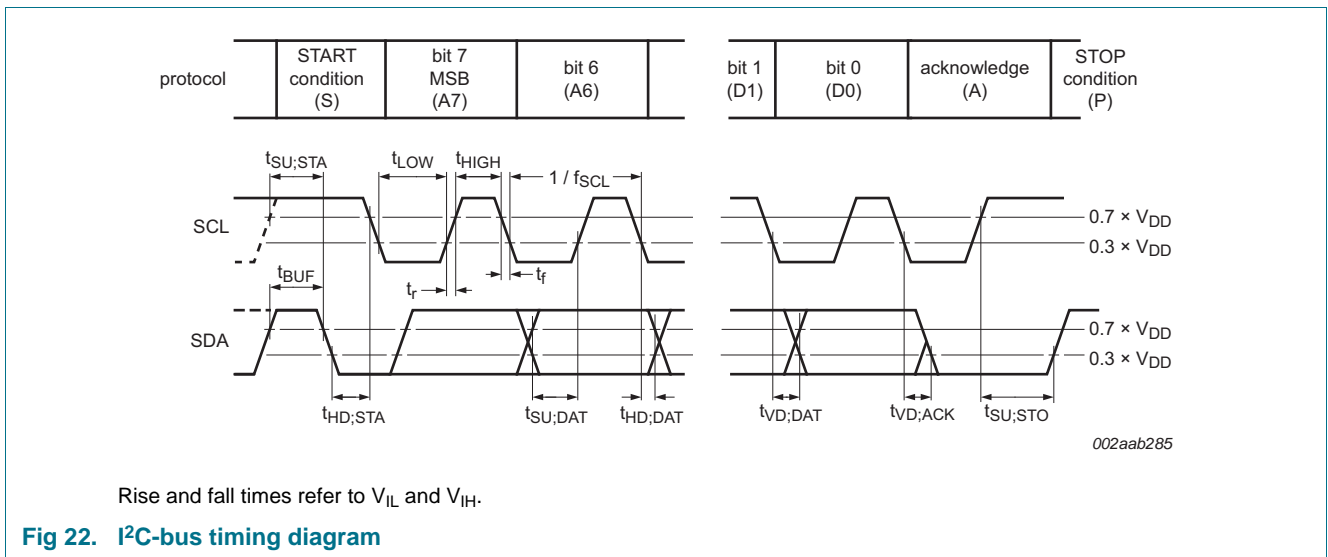 protocol
START
condition
(S)
bit 7
MSB
(A7)
bit 6
(A6)
bit 1
(D1)
bit 0
(D0)
acknowledge
(A)
STOP
condition
(P)
tSU;STA
tLOW
tHIGH
1 / fSCL
SCL
0.7 × VDD
0.3 × VDD
tBUF
tr
tf
SDA
0.7 × VDD
0.3 × VDD
tHD;STA
tSU;DAT
tHD;DAT
tVD;DAT
tVD;ACK
tSU;STO
002aab285
Rise and fall times refer to VIL and VIH.
Fig 22. I²C-bus timing diagram